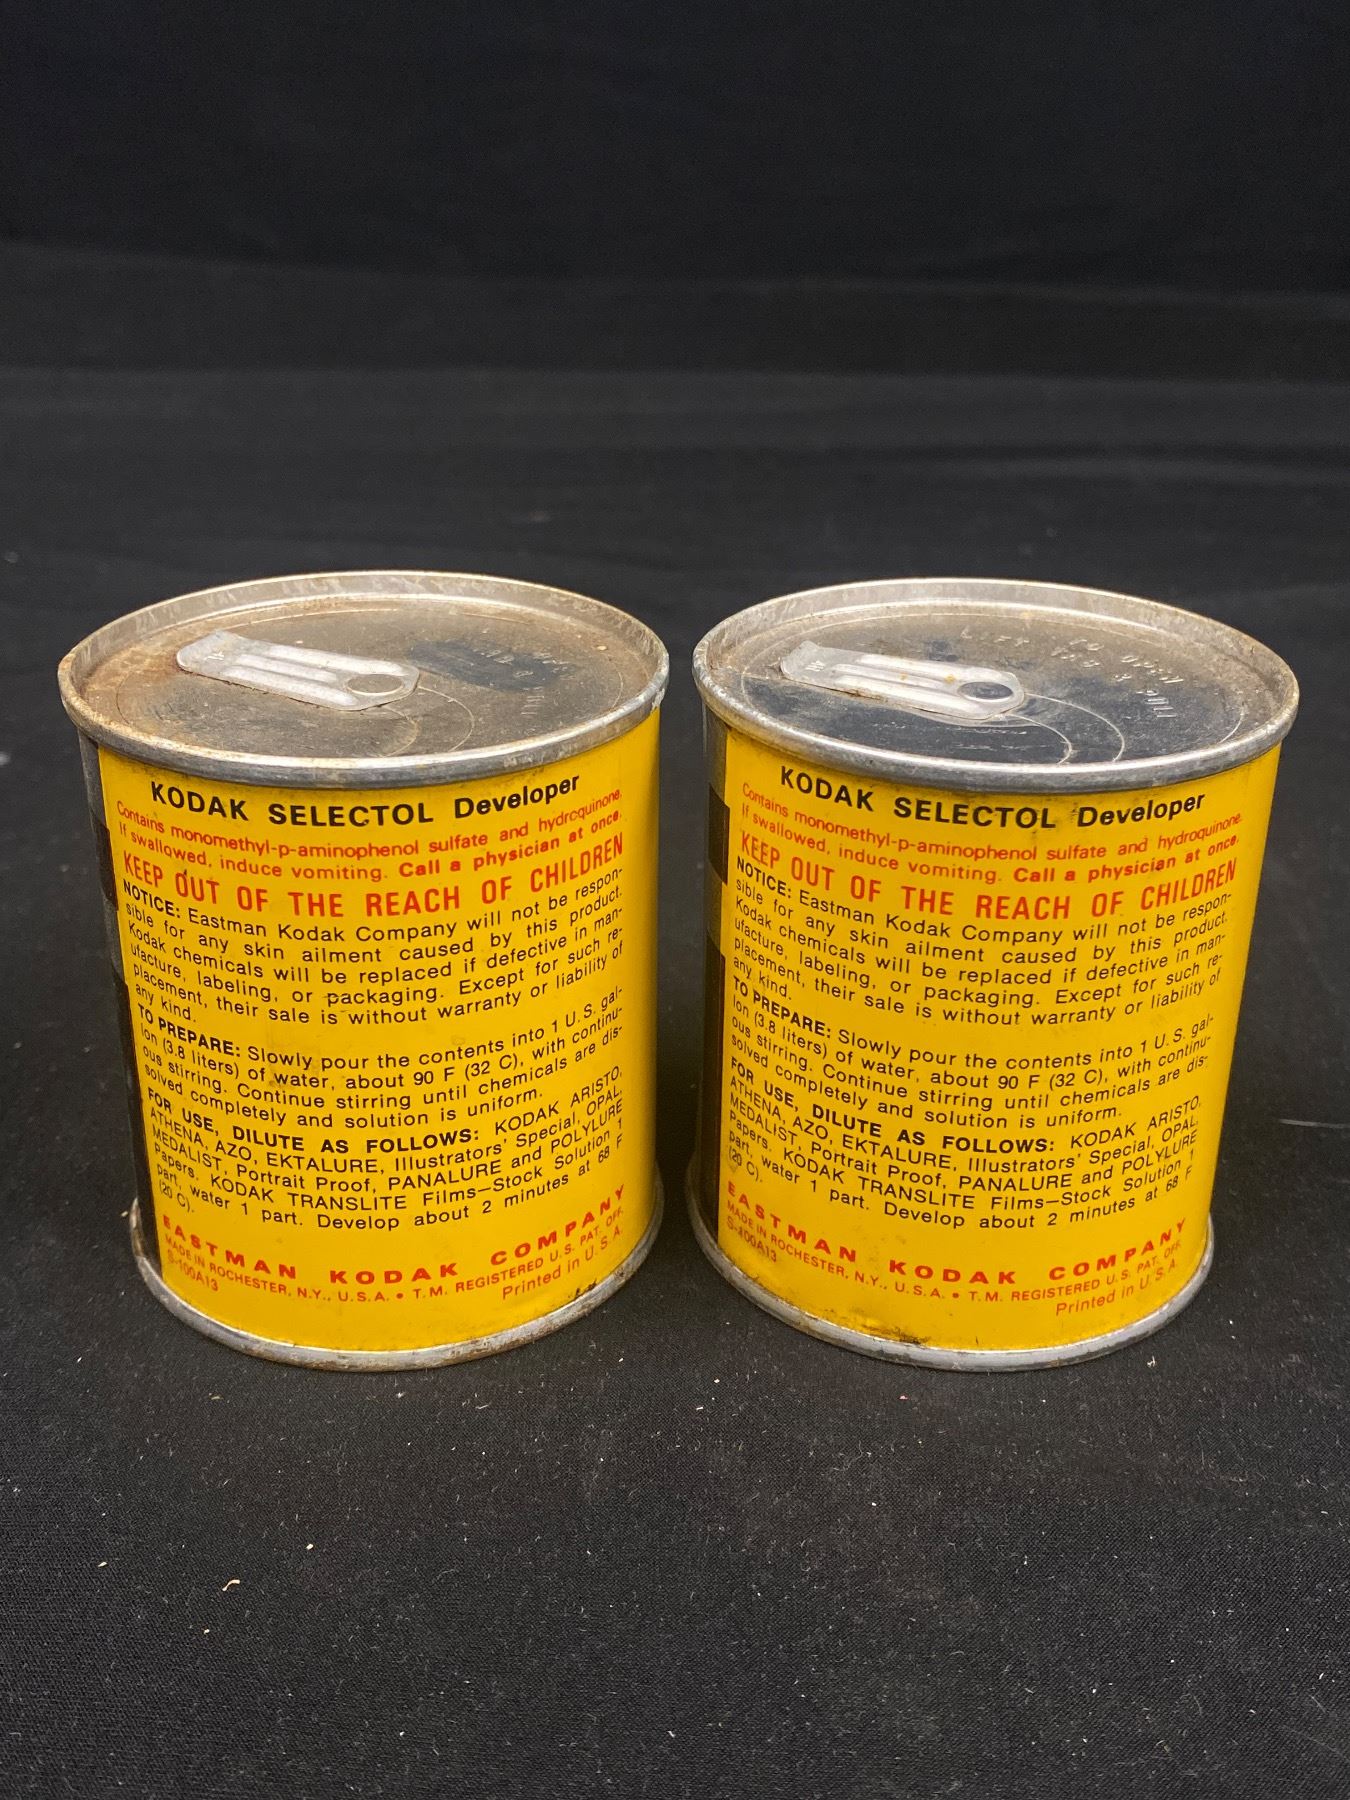 KODAK SELECTOL Developer
Contains monomethyl-p-aminophenol sulfate and hydroquinone.
If swallowed, induce vomiting. Call a physician at once.
KEEP OUT OF THE REACH OF CHILDREN
NOTICE: Eastman Kodak Company will not be respon-
sible for any skin ailment caused by this product.
Kodak chemicals will be replaced if defective in man-
ufacture, labeling, or packaging. Except for such re-
placement, their sale is without warranty or liability of
any kind.
TO PREPARE: Slowly pour the contents into 1 U.S. gal-
lon (3.8 liters) of water, about 90 F (32 C), with continu-
ous stirring. Continue stirring until chemicals are dis-
solved completely and solution is uniform.
FOR USE, DILUTE AS FOLLOWS: KODAK ARISTO,
ATHENA, AZO, EKTALURE, Illustrators' Special, OPAL,
MEDALIST, Portrait Proof, PANALURE and POLYLURE
Papers. KODAK TRANSLITE Films—Stock Solution 1
part, water 1 part. Develop about 2 minutes at 68 F
(20 C).
EASTMAN KODAK COMPANY
MADE IN ROCHESTER, N.Y., U.S.A. • T.M. REGISTERED U.S. PAT. OFF.
S-100A13
Printed in U.S.A.
LIFT TO OPEN
TAB & PULL
KODAK SELECTOL Developer
Contains monomethyl-p-aminophenol sulfate and hydroquinone.
If swallowed, induce vomiting. Call a physician at once.
KEEP OUT OF THE REACH OF CHILDREN
NOTICE: Eastman Kodak Company will not be respon-
sible for any skin ailment caused by this product.
Kodak chemicals will be replaced if defective in man-
ufacture, labeling, or packaging. Except for such re-
placement, their sale is without warranty or liability of
any kind.
TO PREPARE: Slowly pour the contents into 1 U.S. gal-
lon (3.8 liters) of water, about 90 F (32 C), with continu-
ous stirring. Continue stirring until chemicals are dis-
solved completely and solution is uniform.
FOR USE, DILUTE AS FOLLOWS: KODAK ARISTO,
ATHENA, AZO, EKTALURE, Illustrators' Special, OPAL,
MEDALIST, Portrait Proof, PANALURE and POLYLURE
Papers. KODAK TRANSLITE Films—Stock Solution 1
part, water 1 part. Develop about 2 minutes at 68 F
(20 C).
EASTMAN KODAK COMPANY
MADE IN ROCHESTER, N.Y., U.S.A. • T.M. REGISTERED U.S. PAT. OFF.
S-100A13
Printed in U.S.A.